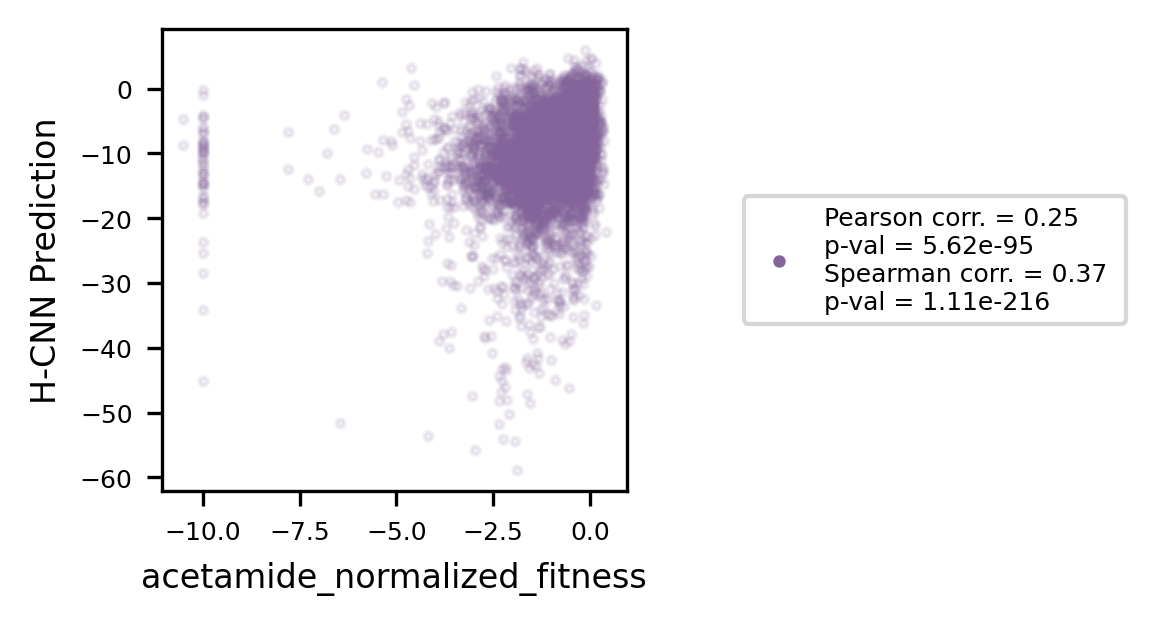 H-CNN Prediction
0
−10
−20
−30
−40
−50
−60
−10.0 −7.5 −5.0 −2.5 0.0
acetamide_normalized_fitness
Pearson corr. = 0.25
p-val = 5.62e-95
Spearman corr. = 0.37
p-val = 1.11e-216